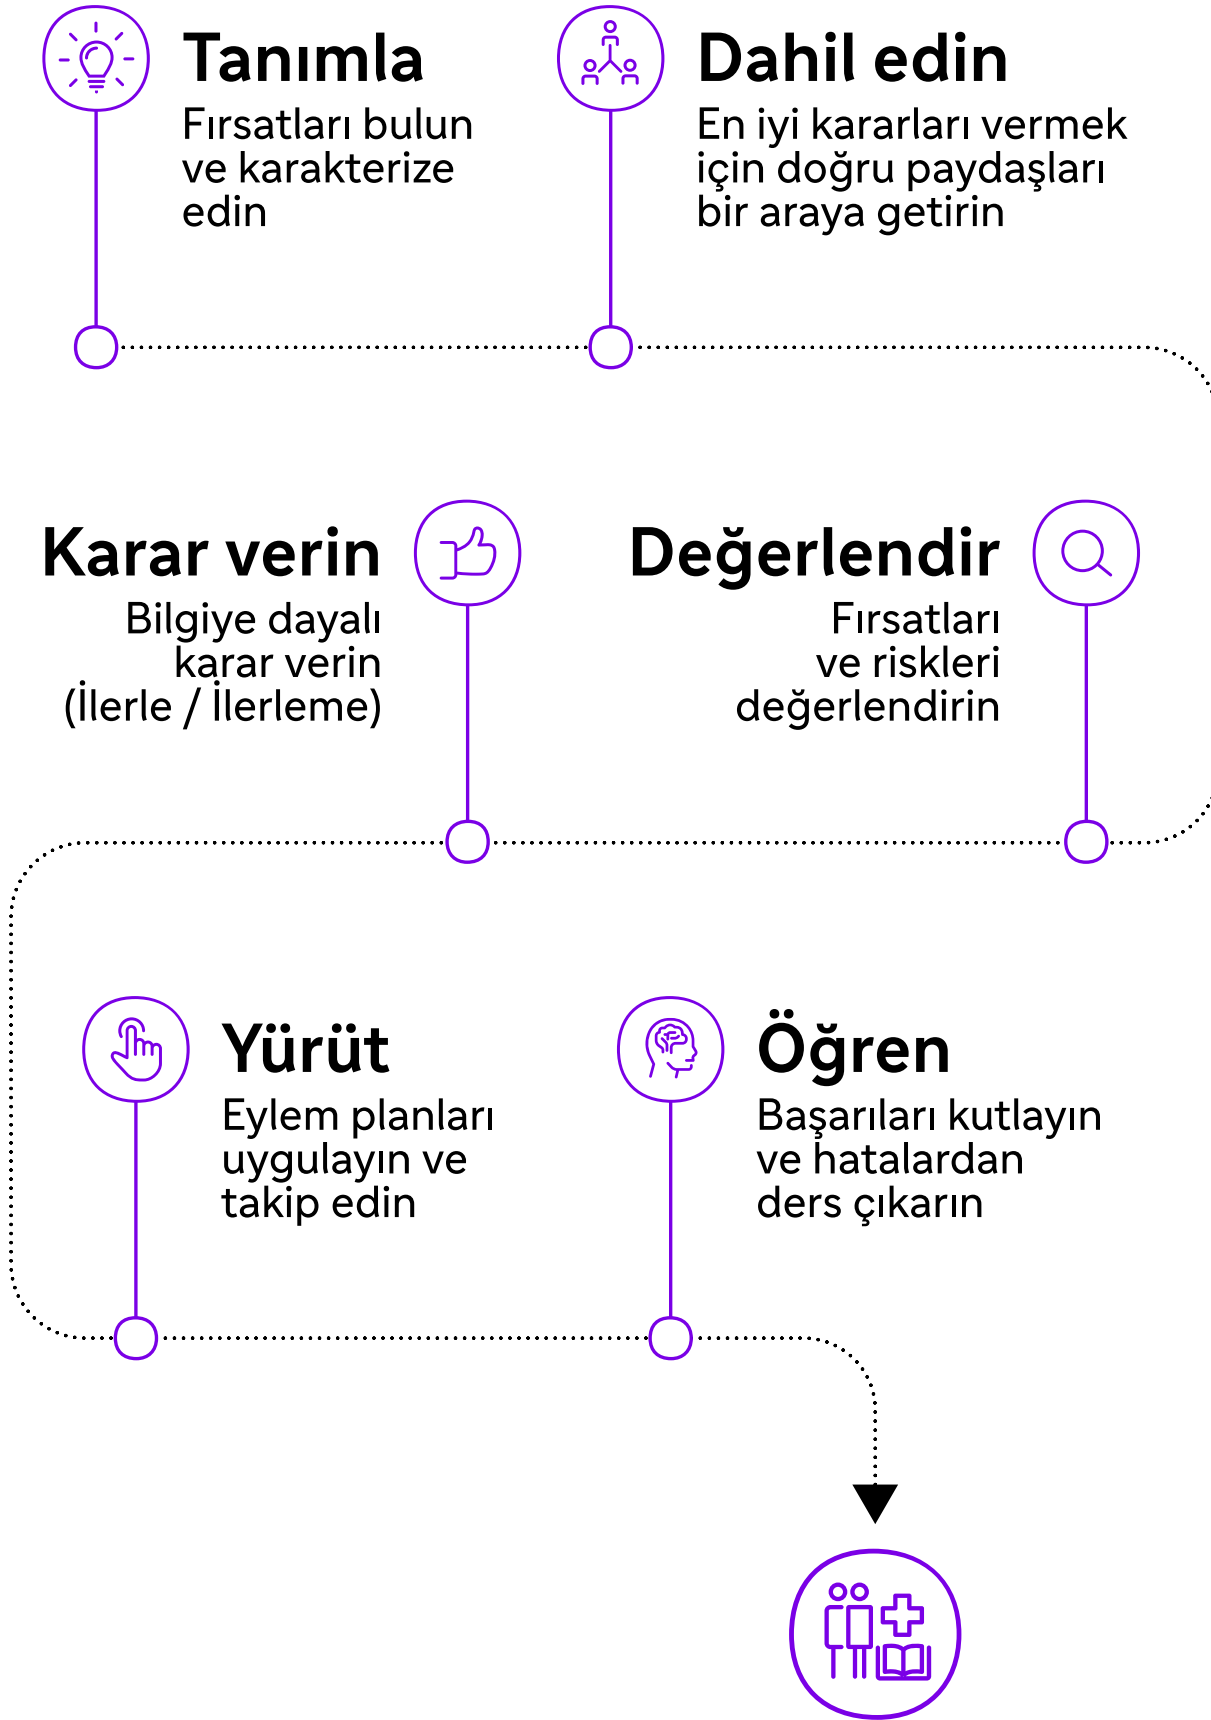 Tanımla
Fırsatları bulun
ve karakterize
edin
Dahil edin
En iyi kararları vermek
için doğru paydaşları
bir araya getirin
Değerlendir
Fırsatları
ve riskleri
değerlendirin
Karar verin
Bilgiye dayalı
karar verin
(İlerle / İlerleme)
Yürüt
Eylem planları
uygulayın ve
takip edin
Öğren
Başarıları kutlayın
ve hatalardan
ders çıkarın